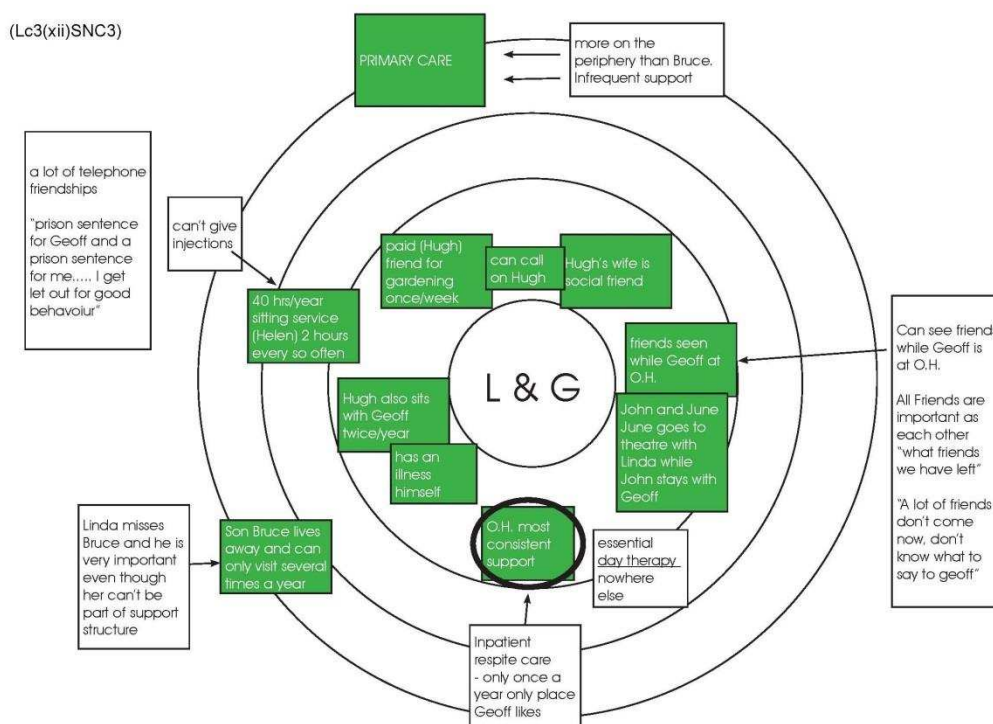 (Lc3(xii)SNC3)
PRIMARY CARE
more on the
periphery than Bruce.
Infrequent support
a lot of telephone
friendships
"prison sentence
for Geoff and a
prison sentence
for me..... I get
let out for good
behavoiur"
can't give
injections
paid (Hugh)
friend for
gardening
once/week
can call
on Hugh
Hugh's wife is
social friend
40 hrs/year
sitting service
(Helen) 2 hours
every so often
friends seen
while Geoff at
O.H.
Can see friends
while Geoff is
at O.H.
All Friends are
important as
each other
"what friends
we have left"
"A lot of friends
don't come
now, don't
know what to
say to geoff"
L & G
Hugh also sits
with Geoff
twice/year
has an
illness
himself
John and June
June goes to
theatre with
Linda while
John stays with
Geoff
O.H. most
consistent
support
essential
day therapy
nowhere
else
Linda misses
Bruce and he is
very important
even though
her can't be
part of support
structure
Son Bruce lives
away and can
only visit several
times a year
Inpatient
respite care
- only once a
year only place
Geoff likes